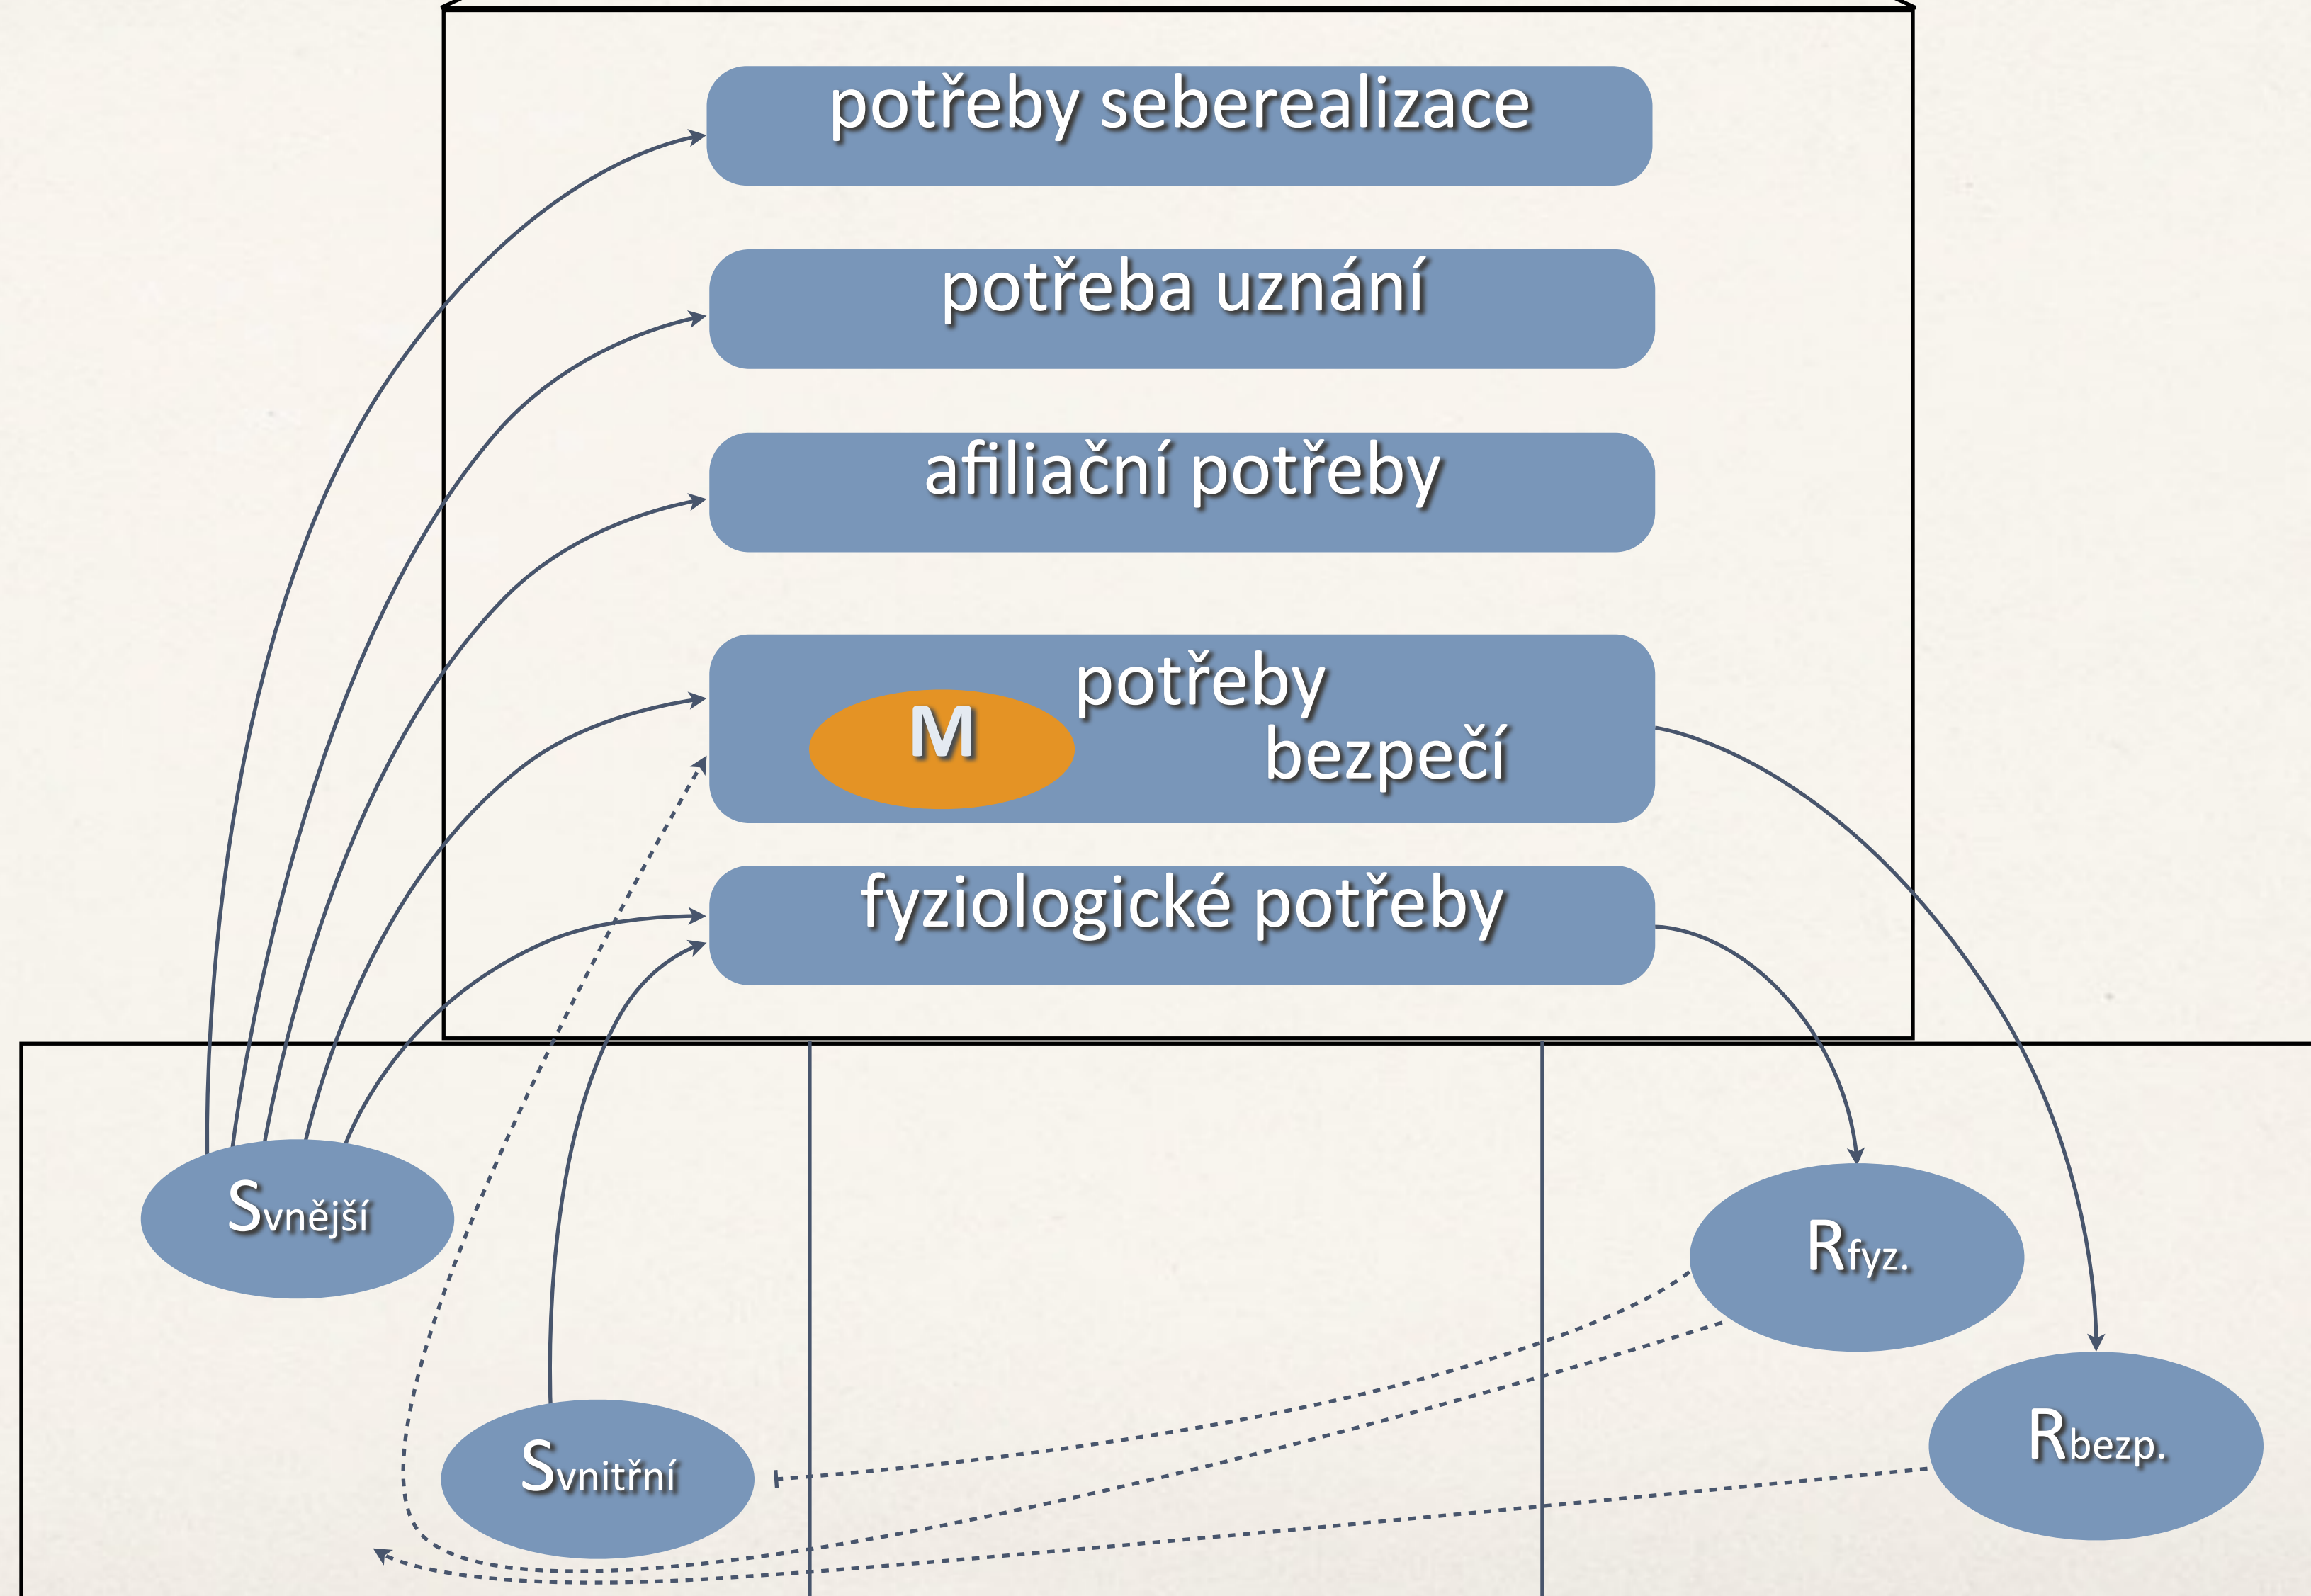 potřeby seberealizace
potřeba uznání
afiliační potřeby
potřeby
M
bezpečí
fyziologické potřeby
Svnější
Rfyz.
Rbezp.
Svnitřní